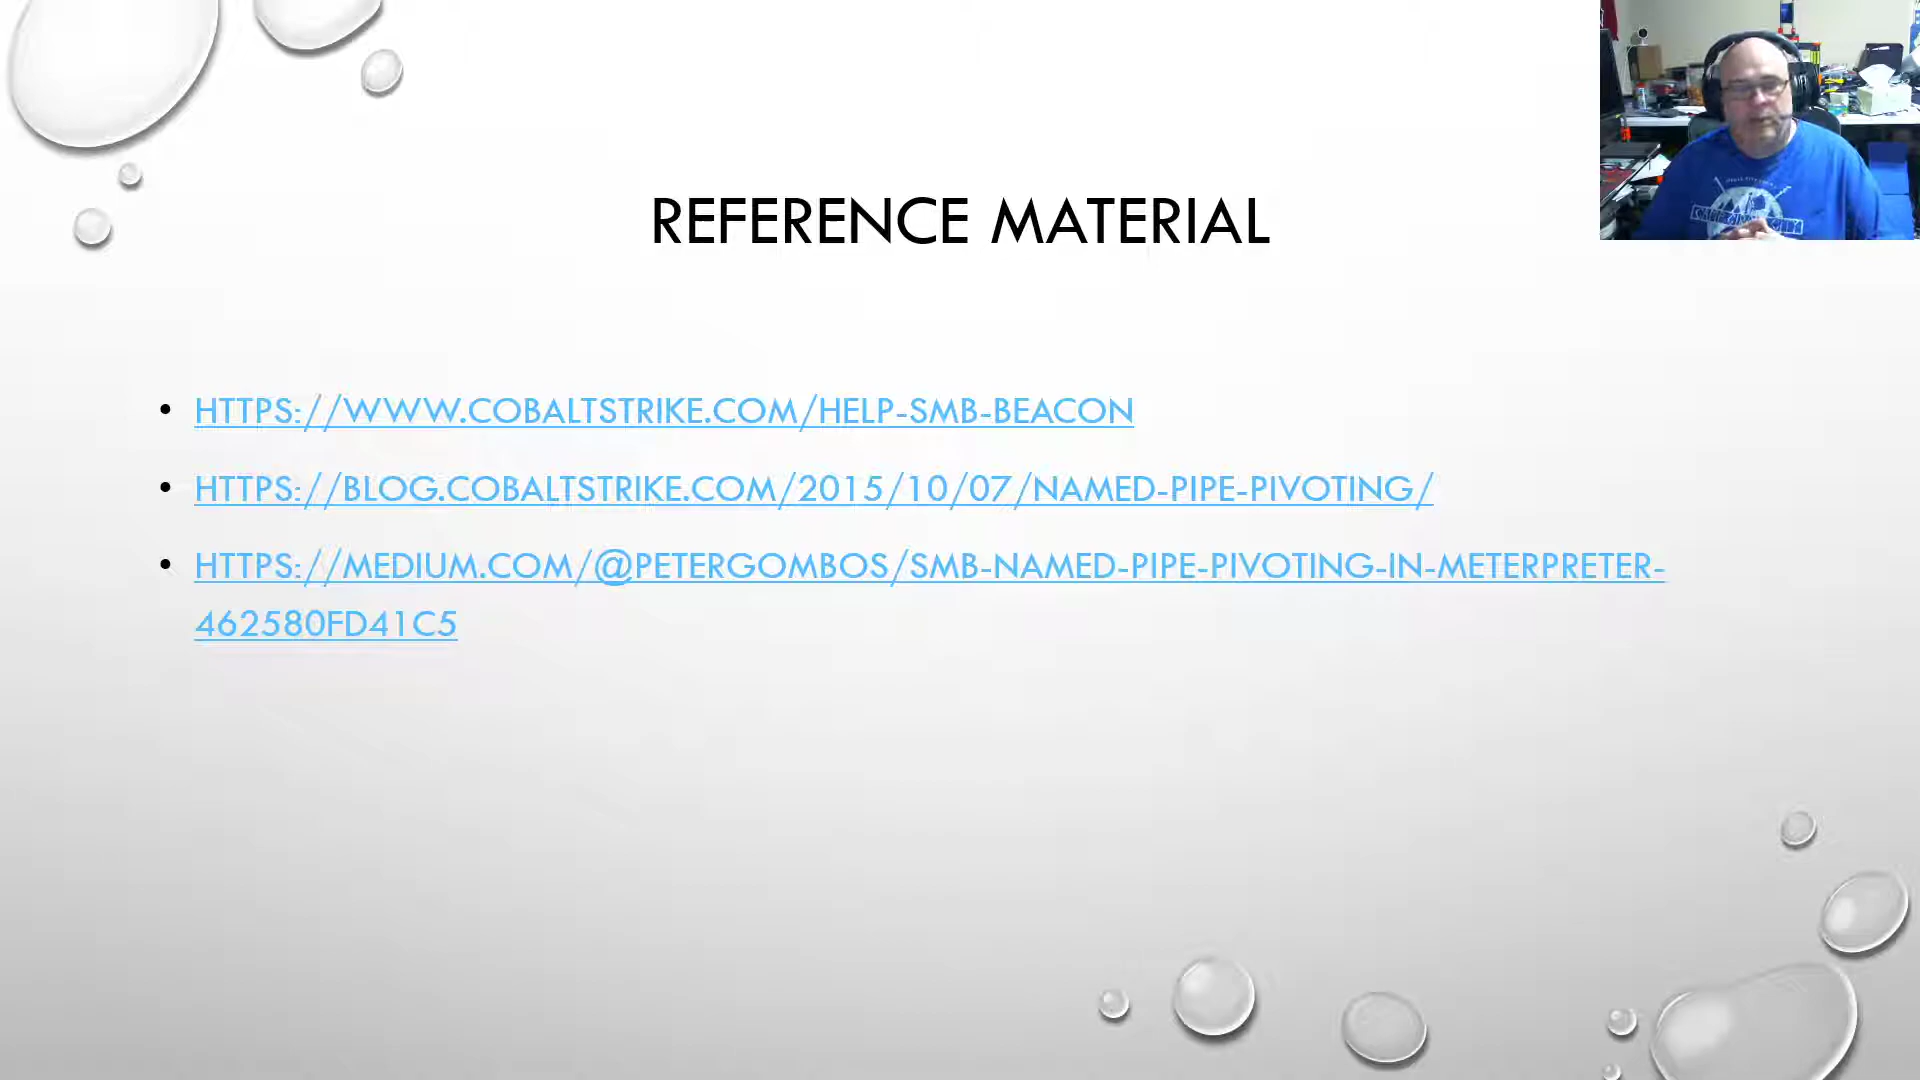 REFERENCE MATERIAL
• HTTPS://WWW.COBALTSTRIKE.COM/HELP-SMB-BEACON
• HTTPS://BLOG.COBALTSTRIKE.COM/2015/10/07/NAMED-PIPE-PIVOTING/
• HTTPS://MEDIUM.COM/@PETERGOMBOS/SMB-NAMED-PIPE-PIVOTING-IN-METERPRETER-
462580FD41C5